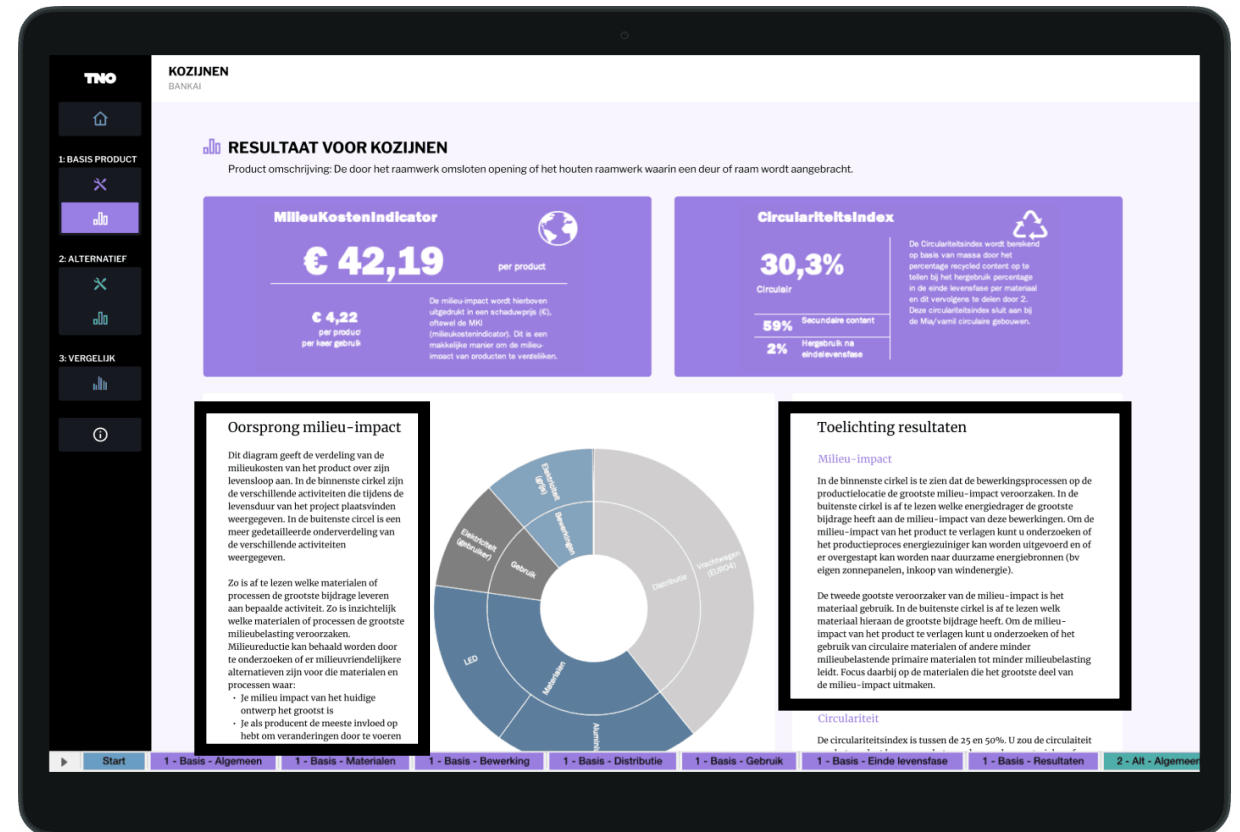 TNO
KOZIJNEN
BANKAI
1: BASIS PRODUCT
2: ALTERNATIEF
3: VERGELIJK
RESULTAAT VOOR KOZIJNEN
Product omschrijving: De door het raamwerk omsloten opening of het houten raamwerk waarin een deur of raam wordt aangebracht.
MilieuKostenIndicator
€ 42,19
per product
€ 4,22
per produc
per keer gebruik
De milieu-impact wordt hierboven
uitgedrukt in een schaduwprijs (€),
oftewel de MKI
(milieukostenindicator). Dit is een
makkelijke manier om de milieu-
impact van producten te vergelijken.
CirculariteitsIndex
30,3%
Circulair
59% Secundaire content
2% Hergebruik na
eindelevensfase
De Circulariteitsindex wordt berekend
op basis van massa door het
percentage recycled content op te
tellen bij het hergebruik percentage
in de einde levensfase per materiaal
en dit vervolgens te delen door 2.
Deze circulariteitsindex sluit aan bij
de Mia/vamil circulaire gebouwen.
Oorsprong milieu-impact
Dit diagram geeft de verdeling van de
milieukosten van het product over zijn
levensloop aan. In de binnenste cirkel zijn
de verschillende activiteiten die tijdens de
levensduur van het project plaatsvinden
weergegeven. In de buitenste circel is een
meer gedetailleerde onderverdeling van
de verschillende activiteiten
weergegeven.
Zo is af te lezen welke materialen of
processen de grootste bijdrage leveren
aan bepaalde activiteit. Zo is inzichtelijk
welke materialen of processen de grootste
milieubelasting veroorzaken.
Milieureductie kan behaald worden door
te onderzoeken of er milieuvriendelijkere
alternatieven zijn voor die materialen en
processen waar:
• Je milieu impact van het huidige
ontwerp het grootst is
• Je als producent de meeste invloed op
hebt om veranderingen door te voeren
Elektriciteit
(grijs)
Bewerkingen
Elektriciteit
(gebruiker)
Gebruik
LED
Materialen
Distributie
Vrachtwagen
(EURO4)
Toelichting resultaten
Milieu-impact
In de binnenste cirkel is te zien dat de bewerkingsprocessen op de
productielocatie de grootste milieu-impact veroorzaken. In de
buitenste cirkel is af te lezen welke energiedrager de grootste
bijdrage heeft aan de milieu-impact van deze bewerkingen. Om de
milieu-impact van het product te verlagen kunt u onderzoeken of
het productieproces energiezuiniger kan worden uitgevoerd en of
er overgestapt kan worden naar duurzame energiebronnen (bv
eigen zonnepanelen, inkoop van windenergie).
De tweede gootste veroorzaker van de milieu-impact is het
materiaal gebruik. In de buitenste cirkel is af te lezen welk
materiaal hieraan de grootste bijdrage heeft. Om de milieu-
impact van het product te verlagen kunt u onderzoeken of het
gebruik van circulaire materialen of andere minder
milieubelastende primaire materialen tot minder milieubelasting
leidt. Focus daarbij op de materialen die het grootste deel van
de milieu-impact uitmaken.
Circulariteit
De circulariteitsindex is tussen de 25 en 50%. U zou de circulaiteit
Start
1 - Basis - Algemeen
1 - Basis - Materialen
1 - Basis - Bewerking
1 - Basis - Distributie
1 - Basis - Gebruik
1 - Basis - Einde levensfase
1 - Basis - Resultaten
2 - Alt - Algemeen